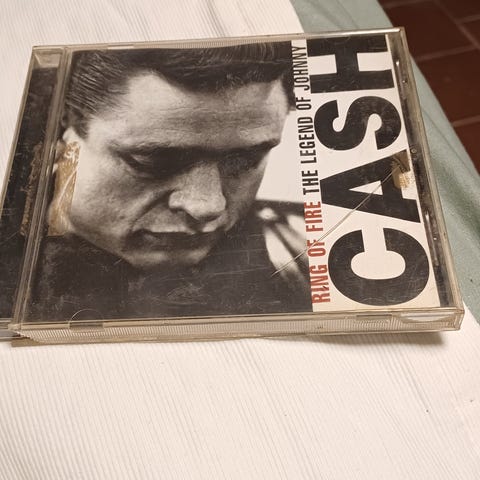 RING OF FIRE THE LEGEND OF JOHNNY
CASH